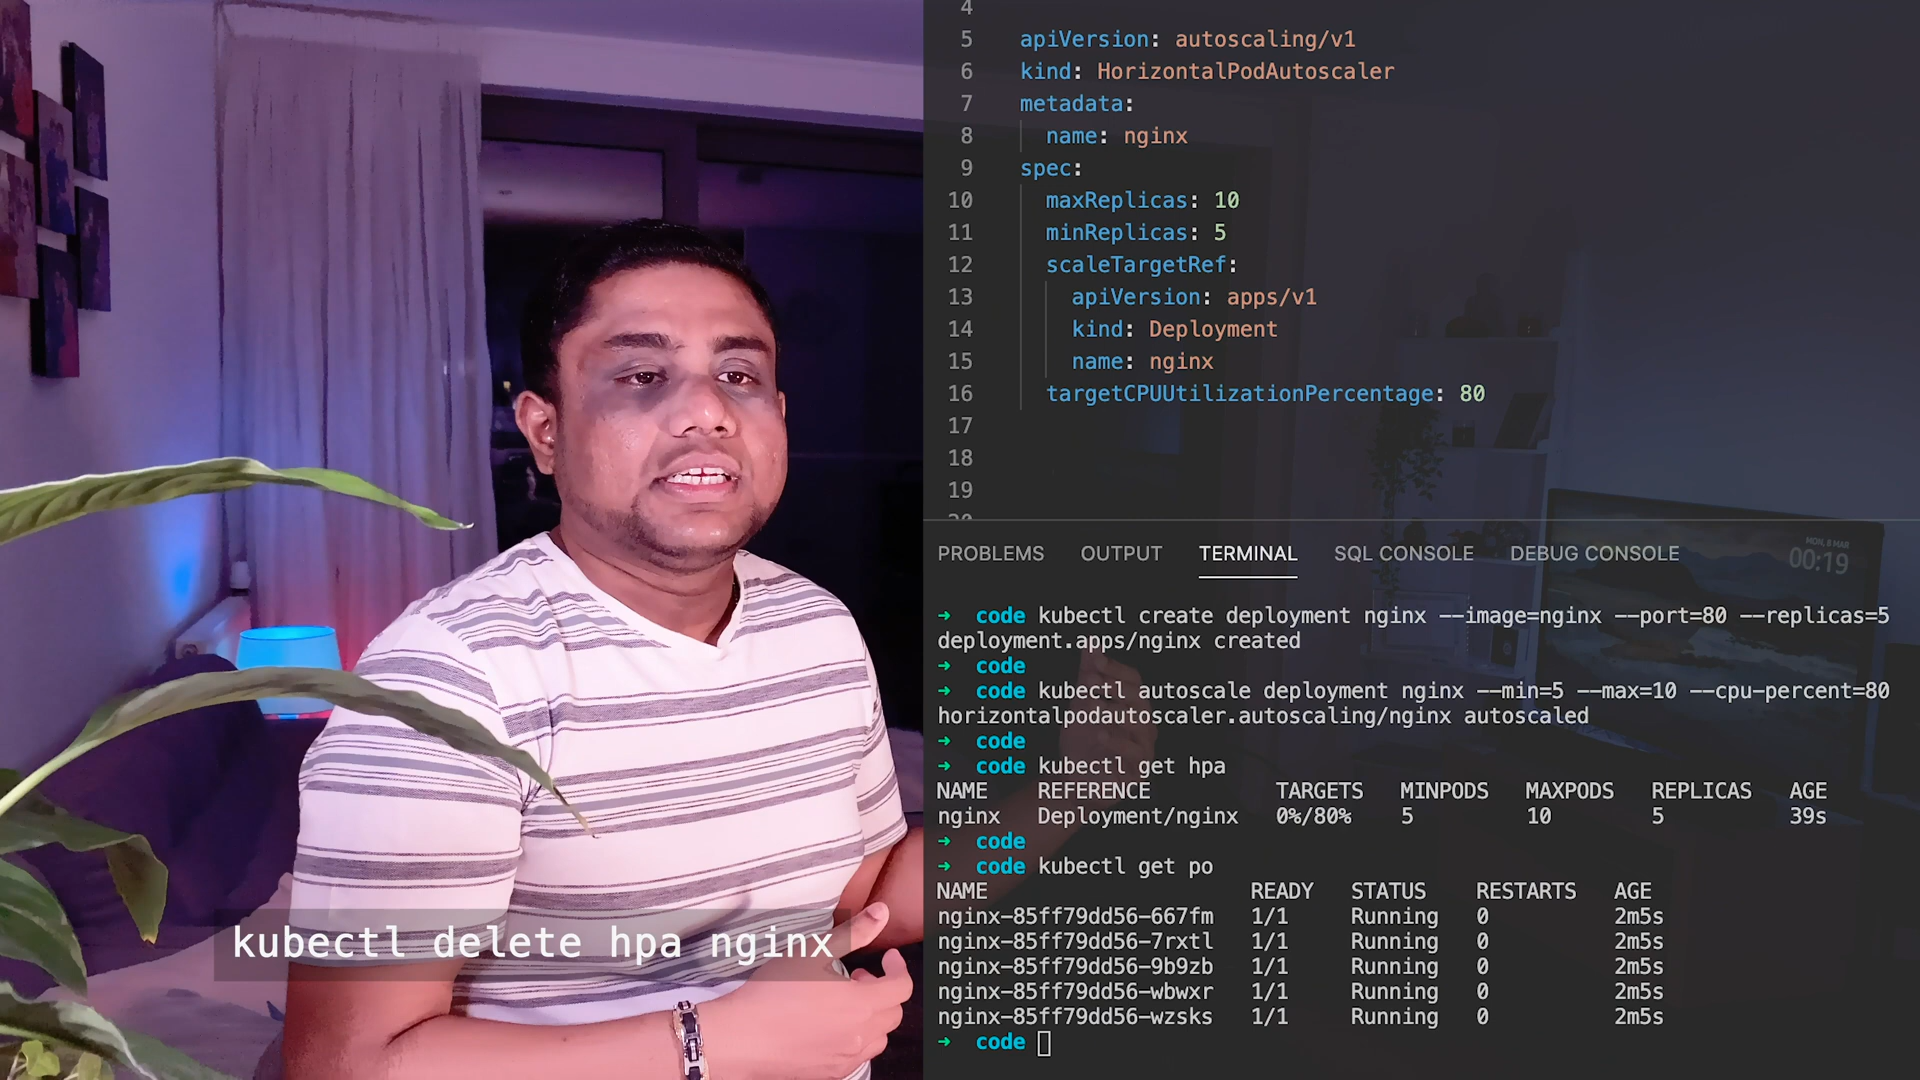 4
5 apiVersion: autoscaling/v1
6 kind: HorizontalPodAutoscaler
7 metadata:
8 name: nginx
9 spec:
10 maxReplicas: 10
11 minReplicas: 5
12 scaleTargetRef:
13 apiVersion: apps/v1
14 kind: Deployment
15 name: nginx
16 targetCPUUtilizationPercentage: 80
17
18
19
PROBLEMS OUTPUT TERMINAL SQL CONSOLE DEBUG CONSOLE
MON, 8 MAR
00:19
➜ code kubectl create deployment nginx --image=nginx --port=80 --replicas=5
deployment.apps/nginx created
➜ code
➜ code kubectl autoscale deployment nginx --min=5 --max=10 --cpu-percent=80
horizontalpodautoscaler.autoscaling/nginx autoscaled
➜ code
➜ code kubectl get hpa
NAME REFERENCE TARGETS MINPODS MAXPODS REPLICAS AGE
nginx Deployment/nginx 0%/80% 5 10 5 39s
➜ code
➜ code kubectl get po
NAME READY STATUS RESTARTS AGE
nginx-85ff79dd56-667fm 1/1 Running 0 2m5s
nginx-85ff79dd56-7rxtl 1/1 Running 0 2m5s
nginx-85ff79dd56-9b9zb 1/1 Running 0 2m5s
nginx-85ff79dd56-wbwxr 1/1 Running 0 2m5s
nginx-85ff79dd56-wzsks 1/1 Running 0 2m5s
➜ code
kubectl delete hpa nginx